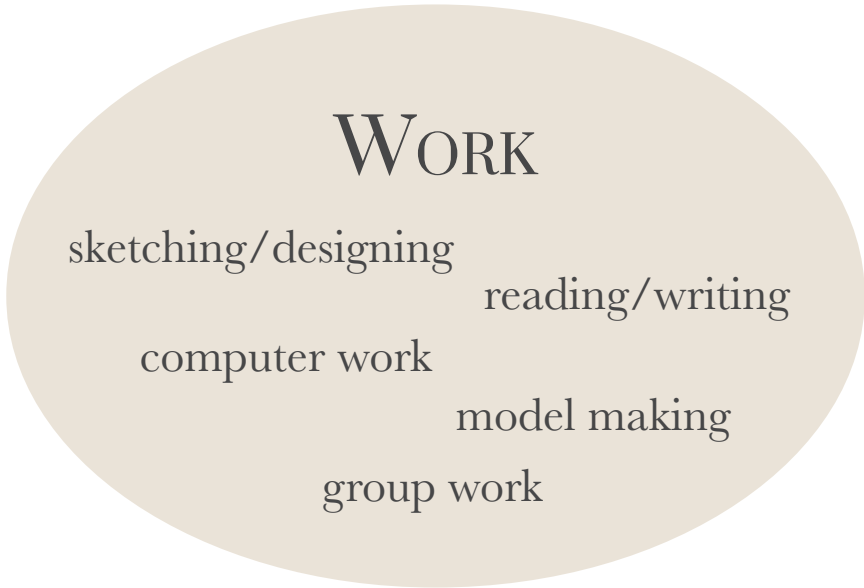 Work
sketching/designing
reading/writing
computer work
model making
group work